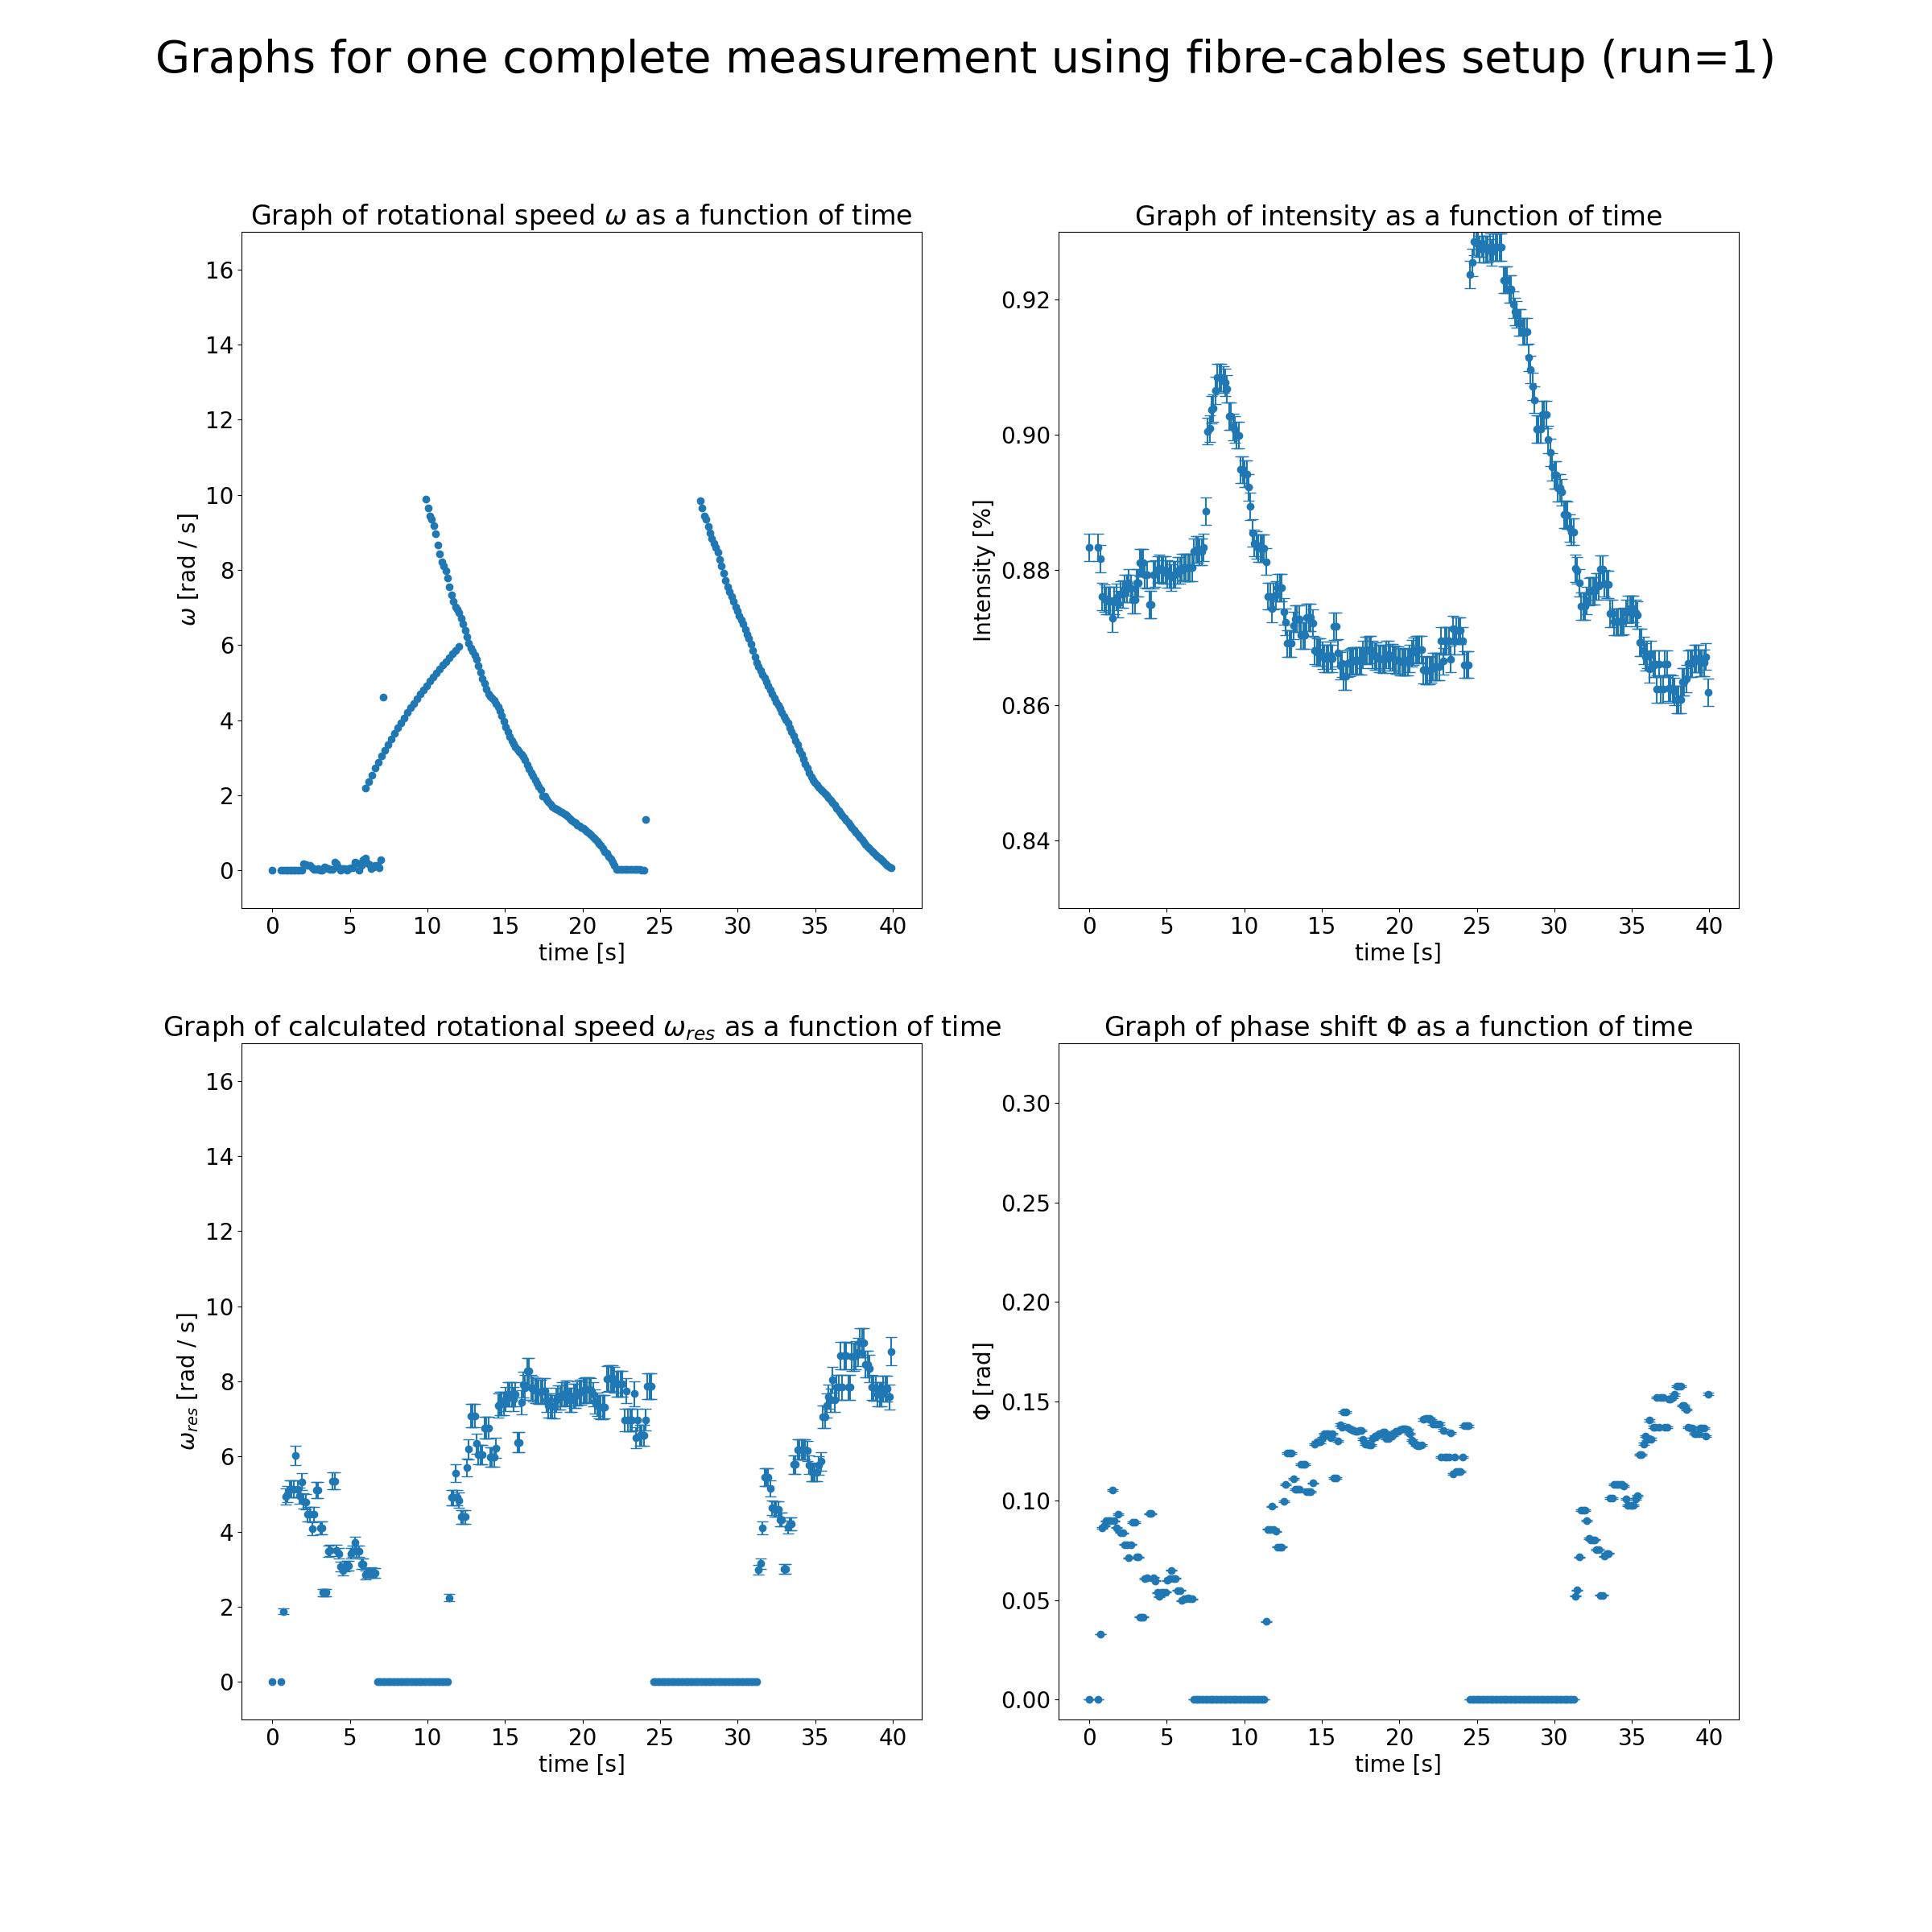 Graphs for one complete measurement using fibre-cables setup (run=1)
Graph of rotational speed ω as a function of time
16
14
12
10
8
6
4
2
0
ω [rad / s]
0 5 10 15 20 25 30 35 40
time [s]
Graph of intensity as a function of time
0.92
0.90
0.88
0.86
0.84
Intensity [%]
0 5 10 15 20 25 30 35 40
time [s]
Graph of calculated rotational speed ω_res as a function of time
16
14
12
10
8
6
4
2
0
ω_res [rad / s]
0 5 10 15 20 25 30 35 40
time [s]
Graph of phase shift Φ as a function of time
0.30
0.25
0.20
0.15
0.10
0.05
0.00
Φ [rad]
0 5 10 15 20 25 30 35 40
time [s]